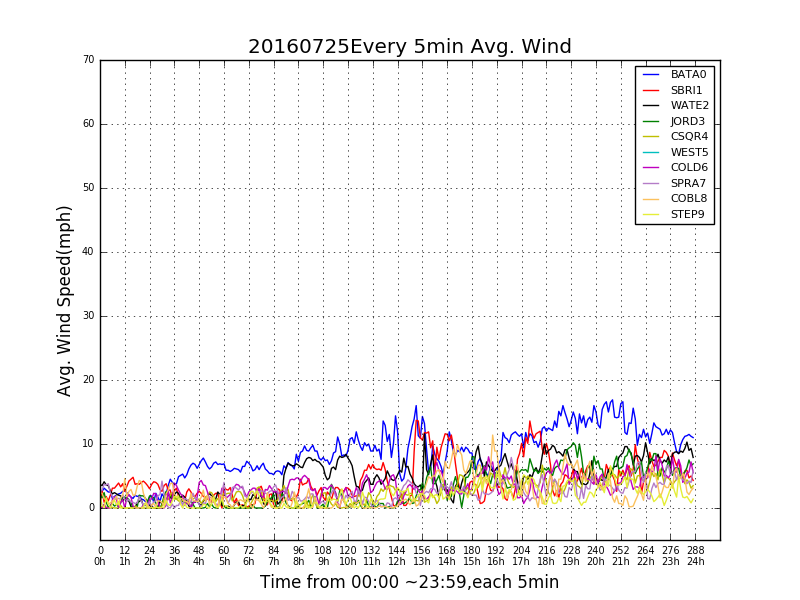 20160725Every 5min Avg. Wind
70
60
50
40
30
20
10
0
Avg. Wind Speed(mph)
BATA0
SBRI1
WATE2
JORD3
CSQR4
WEST5
COLD6
SPRA7
COBL8
STEP9
0 12 24 36 48 60 72 84 96 108 120 132 144 156 168 180 192 204 216 228 240 252 264 276 288
0h 1h 2h 3h 4h 5h 6h 7h 8h 9h 10h 11h 12h 13h 14h 15h 16h 17h 18h 19h 20h 21h 22h 23h 24h
Time from 00:00 ~23:59,each 5min